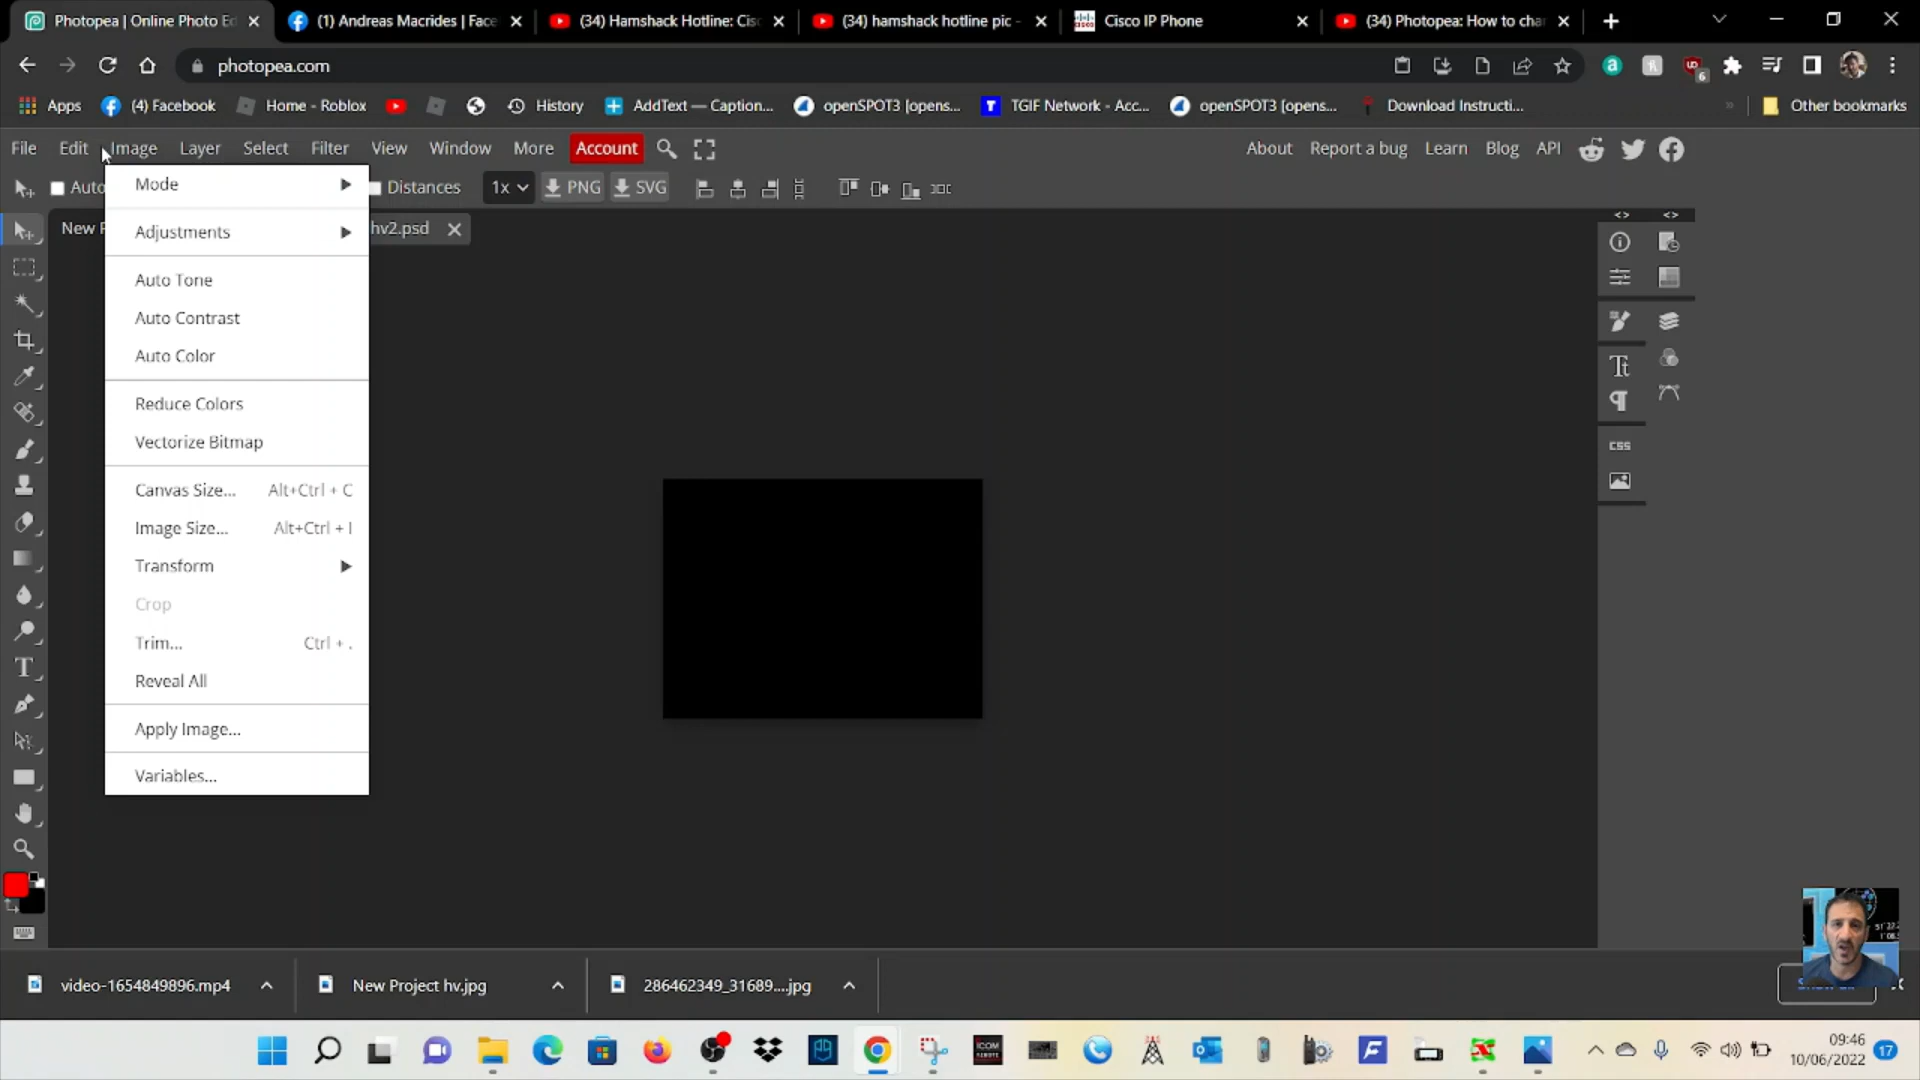 Photopea | Online Photo Ed
(1) Andreas Macrides | Face
(34) Hamshack Hotline: Cisc
(34) hamshack hotline pic -
Cisco IP Phone
(34) Photopea: How to char
photopea.com
Apps
(4) Facebook
Home - Roblox
History
AddText — Caption...
openSPOT3 [opens...
TGIF Network - Acc...
openSPOT3 [opens...
Download Instructi...
Other bookmarks
File Edit Image Layer Select Filter View Window More Account
About Report a bug Learn Blog API
Auto
Distances
1x
PNG
SVG
New P
hv2.psd
Mode
Adjustments
Auto Tone
Auto Contrast
Auto Color
Reduce Colors
Vectorize Bitmap
Canvas Size... Alt+Ctrl + C
Image Size... Alt+Ctrl + I
Transform
Crop
Trim... Ctrl + .
Reveal All
Apply Image...
Variables...
CSS
video-1654849896.mp4
New Project hv.jpg
286462349_31689....jpg
09:46
10/06/2022
17